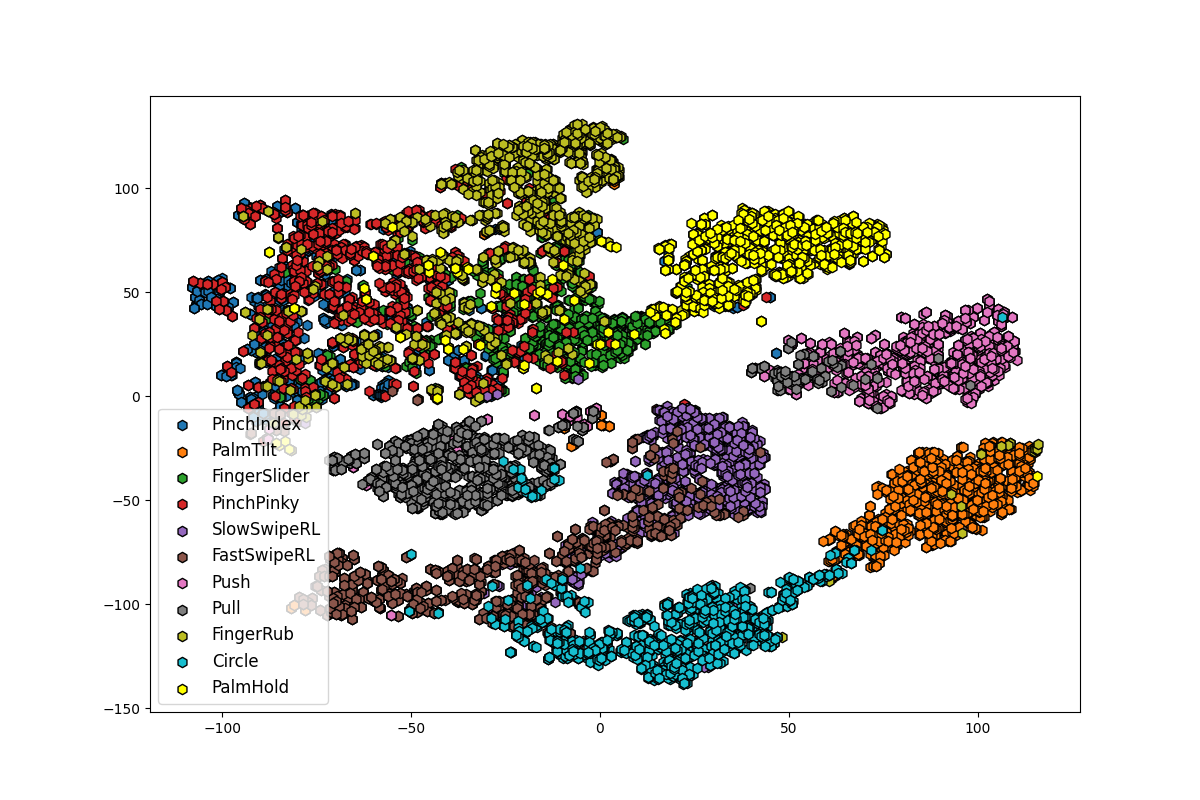 100
50
0
−50
−100
−150
PinchIndex
PalmTilt
FingerSlider
PinchPinky
SlowSwipeRL
FastSwipeRL
Push
Pull
FingerRub
Circle
PalmHold
−100 −50 0 50 100